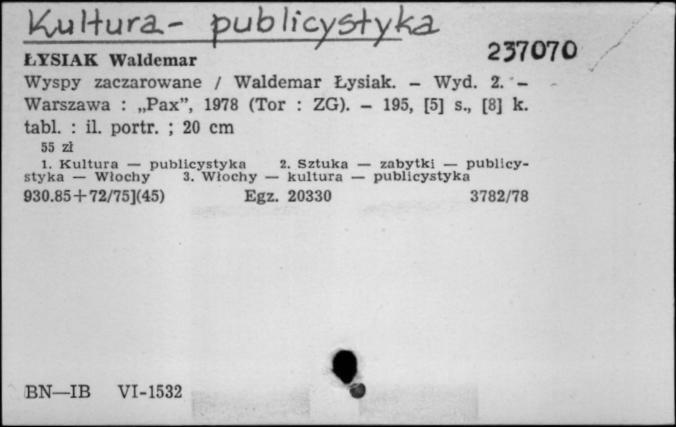 Kultura - publicystyka
237070
ŁYSIAK Waldemar
Wyspy zaczarowane / Waldemar Łysiak. – Wyd. 2. –
Warszawa : „Pax”, 1978 (Tor : ZG). – 195, [5] s., [8] k.
tabl. : il. portr. ; 20 cm
55 zł
1. Kultura — publicystyka 2. Sztuka — zabytki — publicy-
styka — Włochy 3. Włochy — kultura — publicystyka
930.85+72/75](45) Egz. 20330 3782/78
BN—IB VI-1532